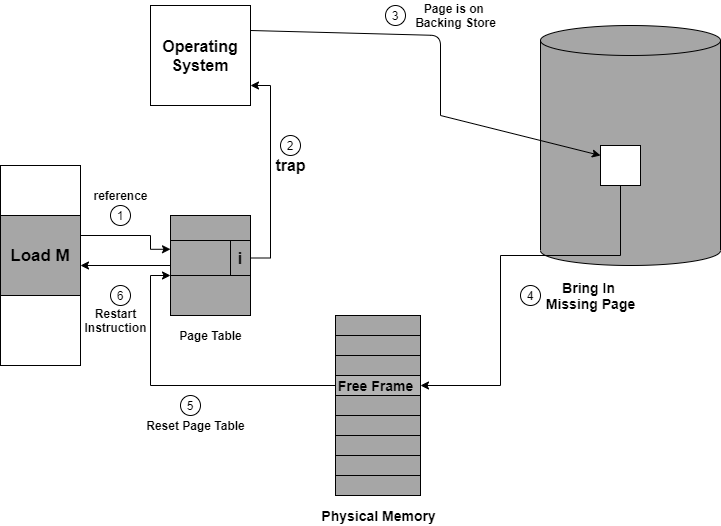 3
Page is on
Backing Store
Operating
System
2
trap
reference
1
Load M
i
6
Restart
Instruction
Page Table
4
Bring In
Missing Page
Free Frame
5
Reset Page Table
Physical Memory